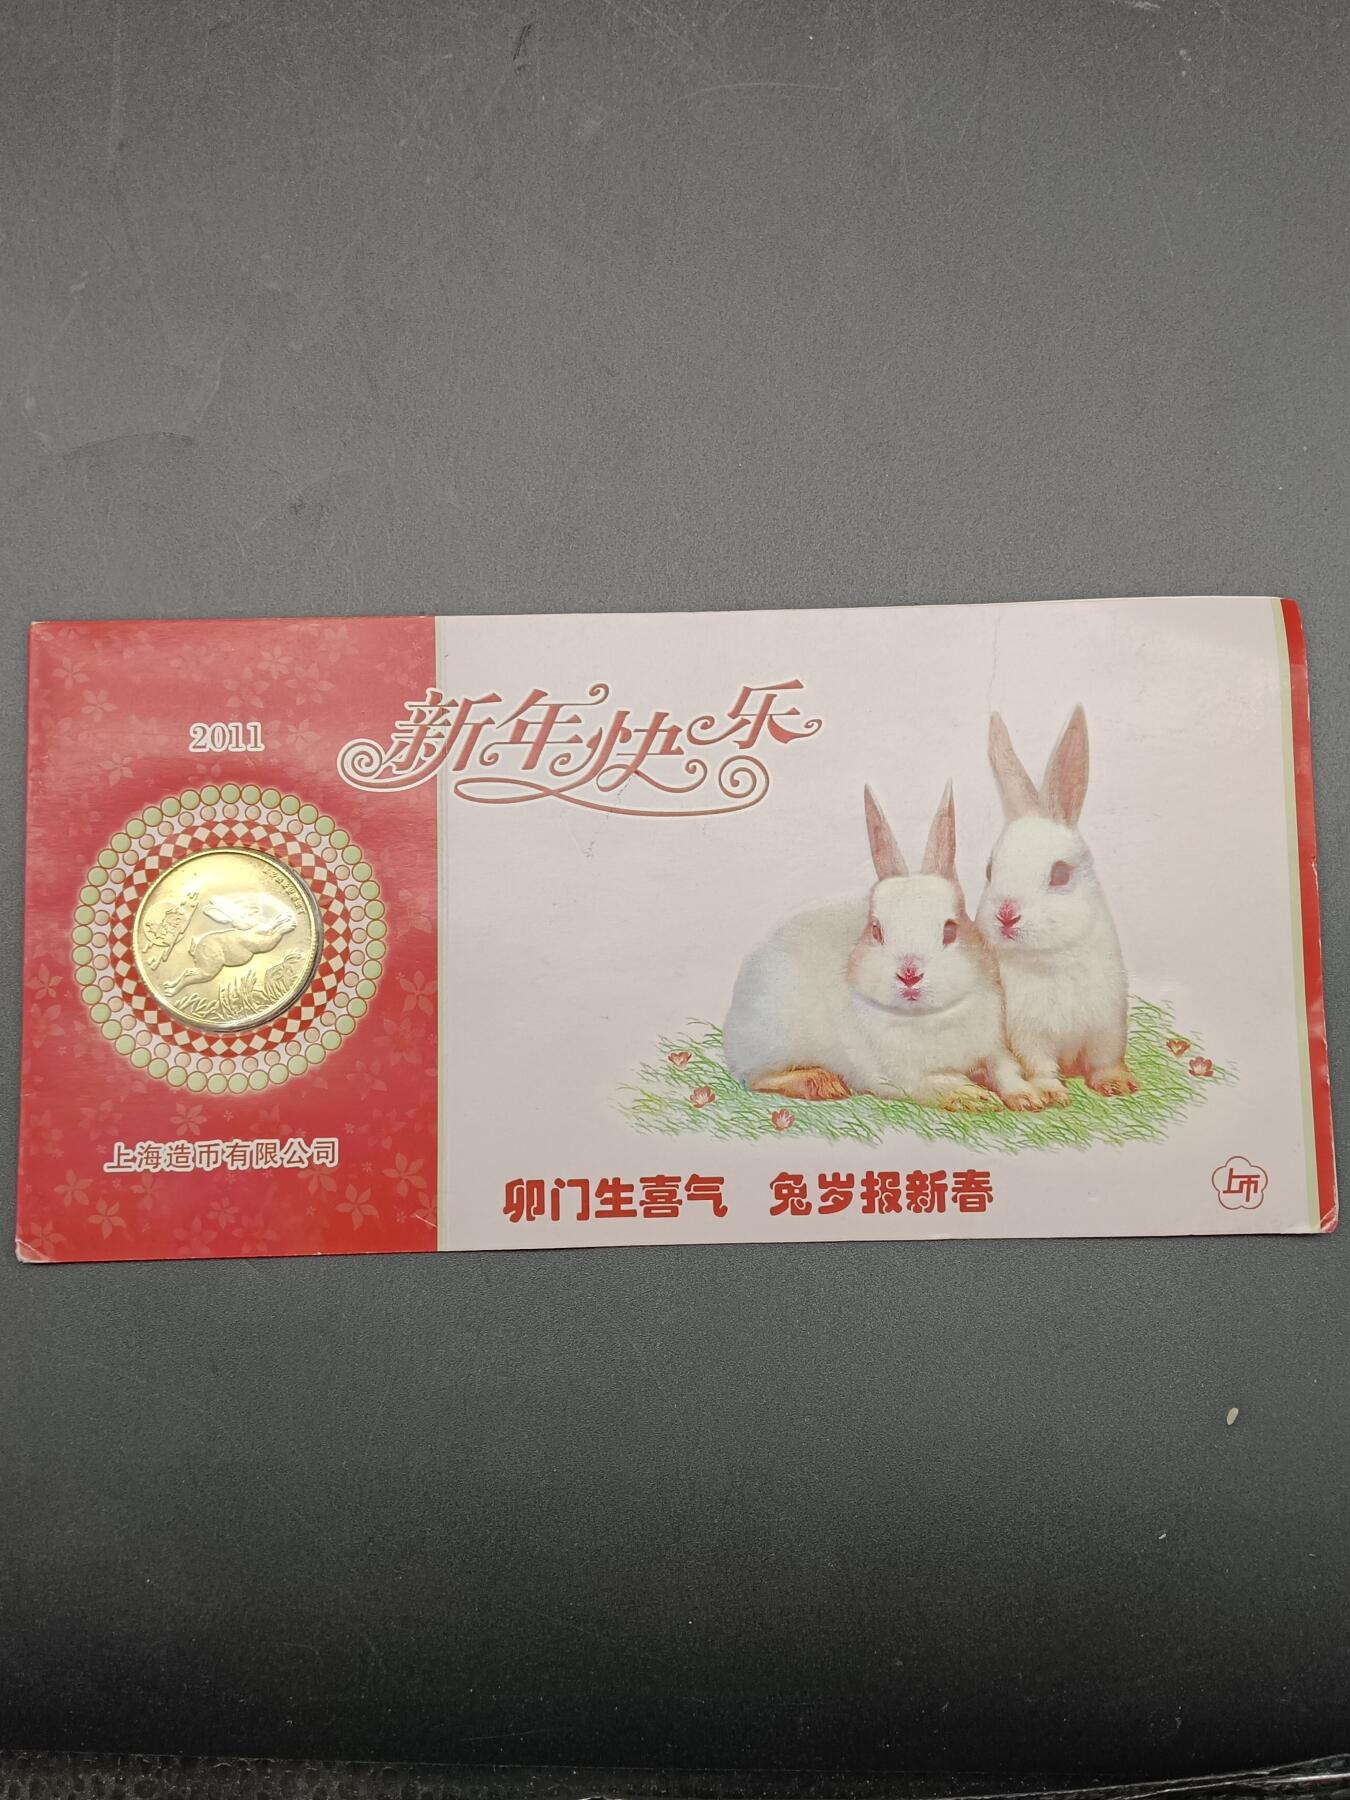 2011
新年快乐
上海造币有限公司
卯门生喜气 兔岁报新春
上币